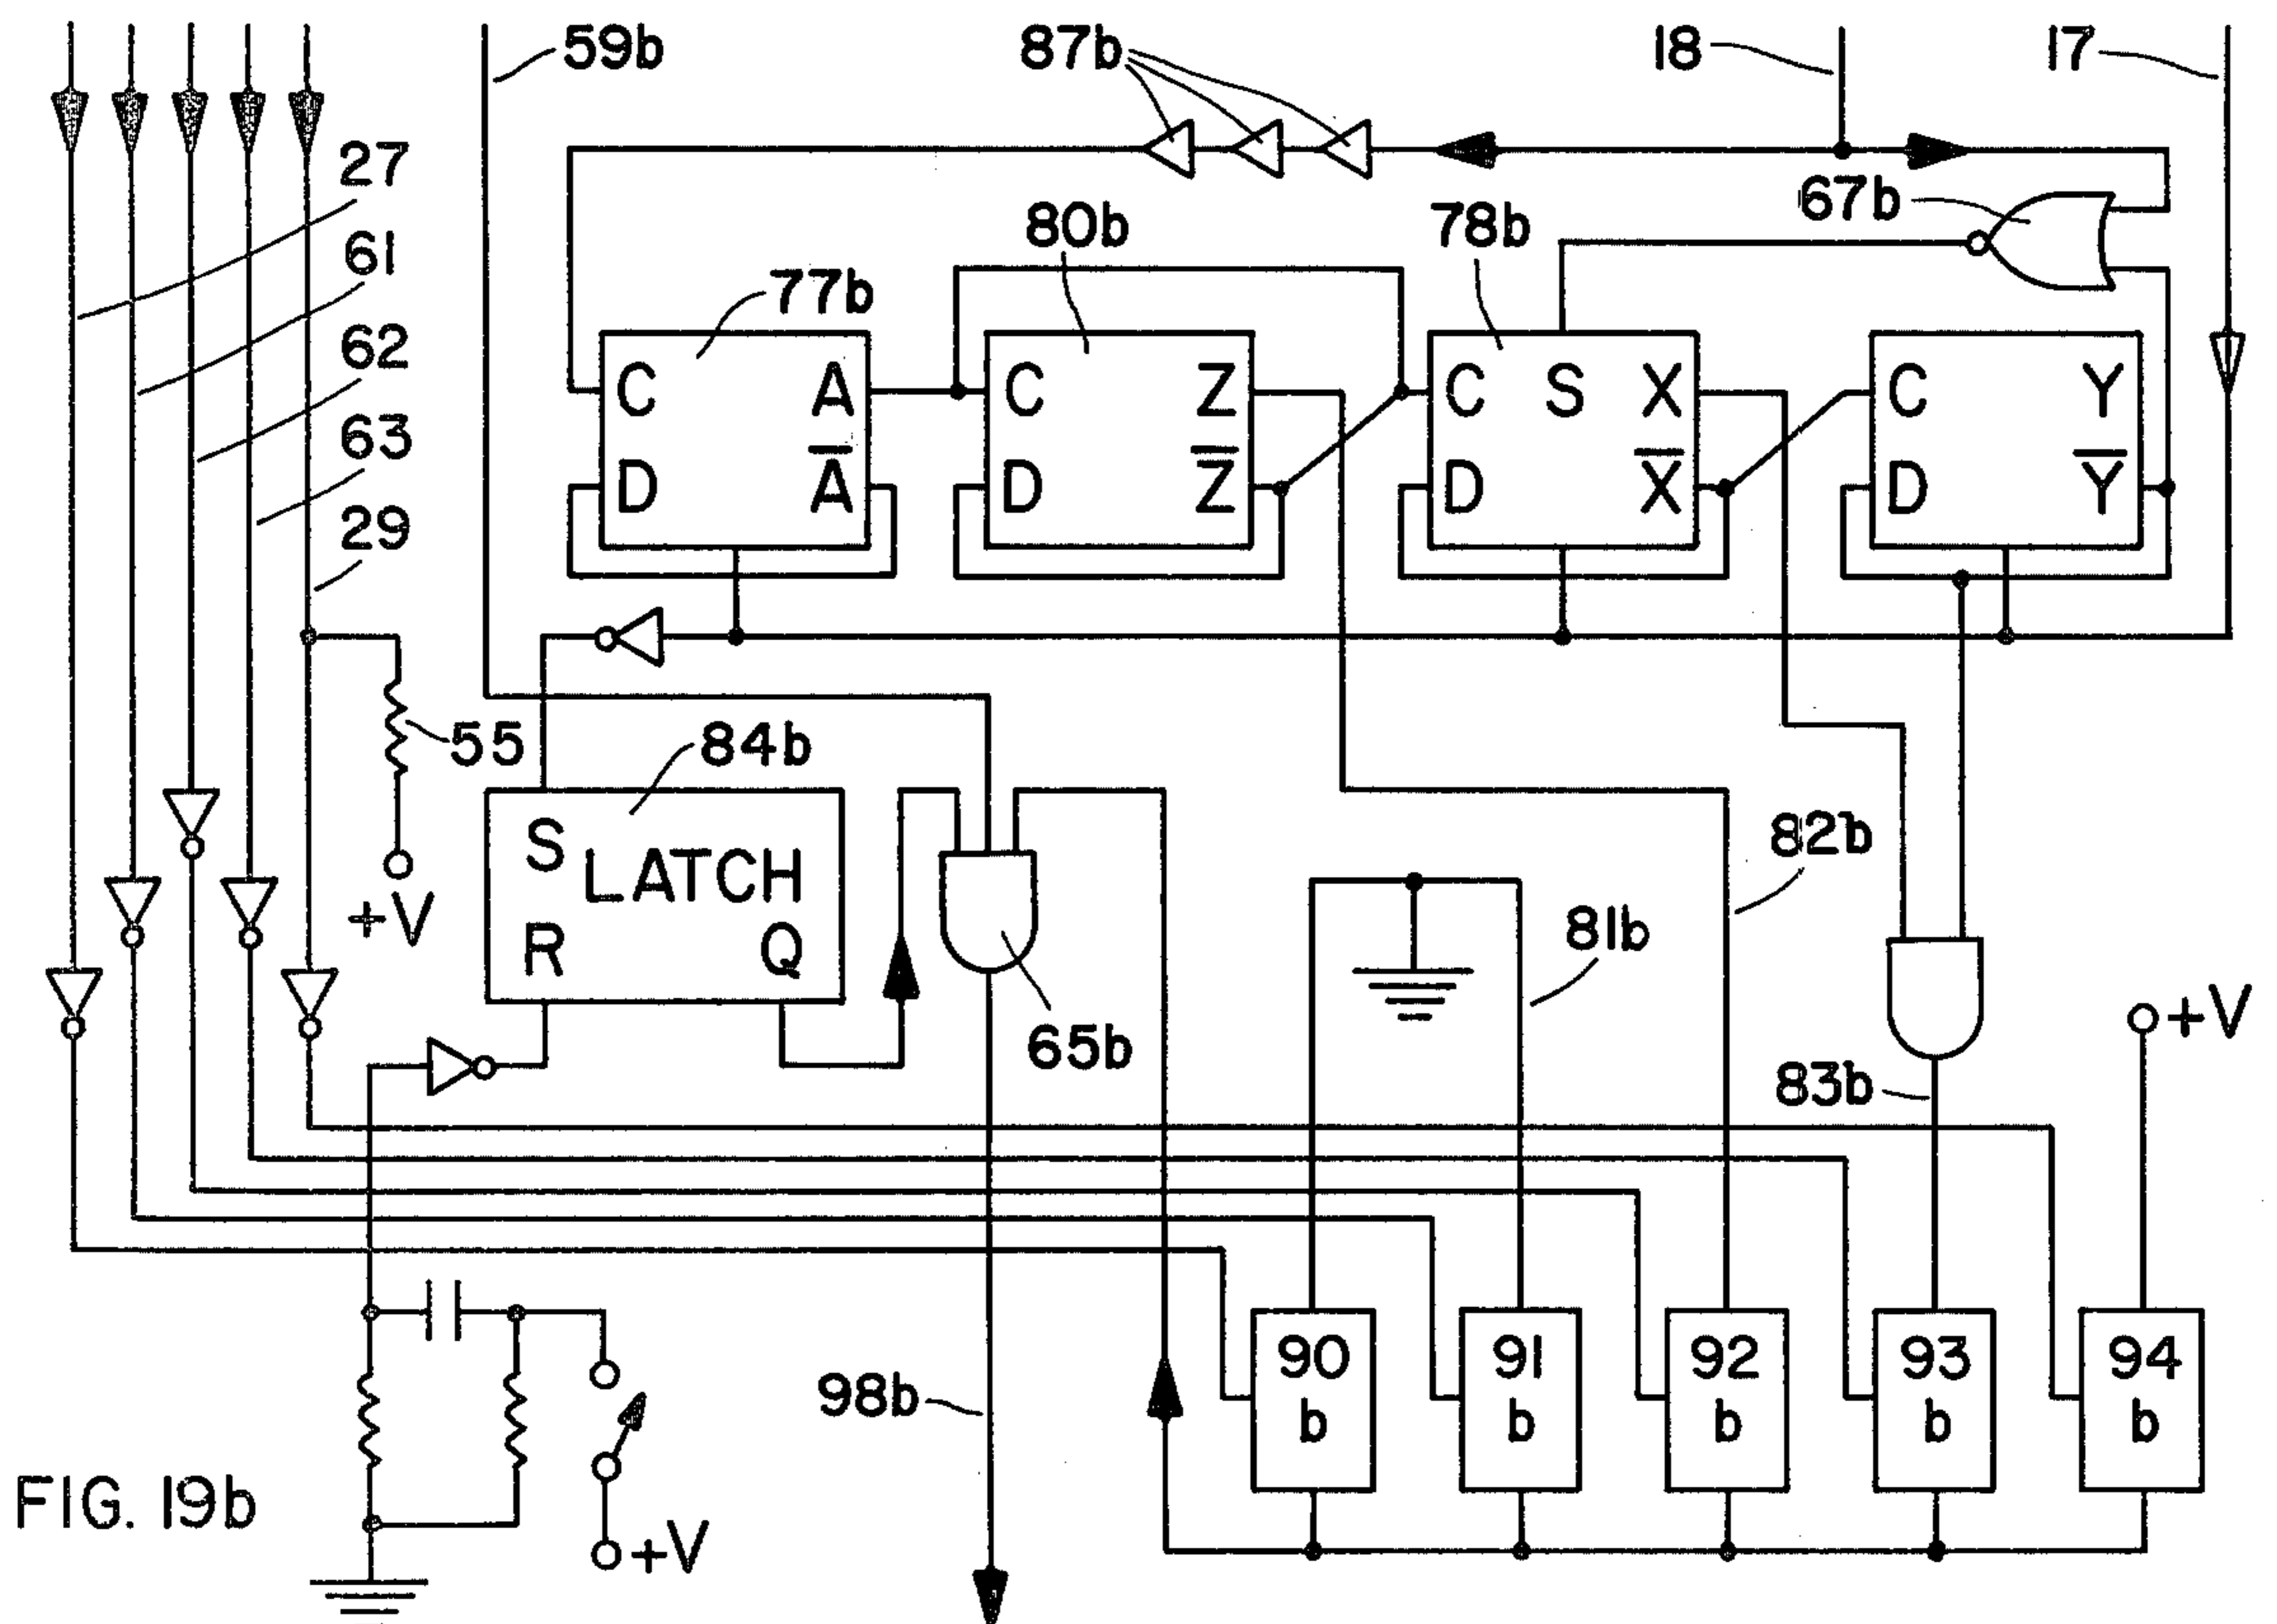 59b
87b
18
17
27
67b
80b
78b
61
77b
62
C A
D A̅
C Z
D Z̅
C S X
D X̅
C Y
D Y̅
63
29
55
84b
+V
S LATCH
R Q
82b
81b
65b
+V
83b
98b
90 b
91 b
92 b
93 b
94 b
FIG. 19b
+V